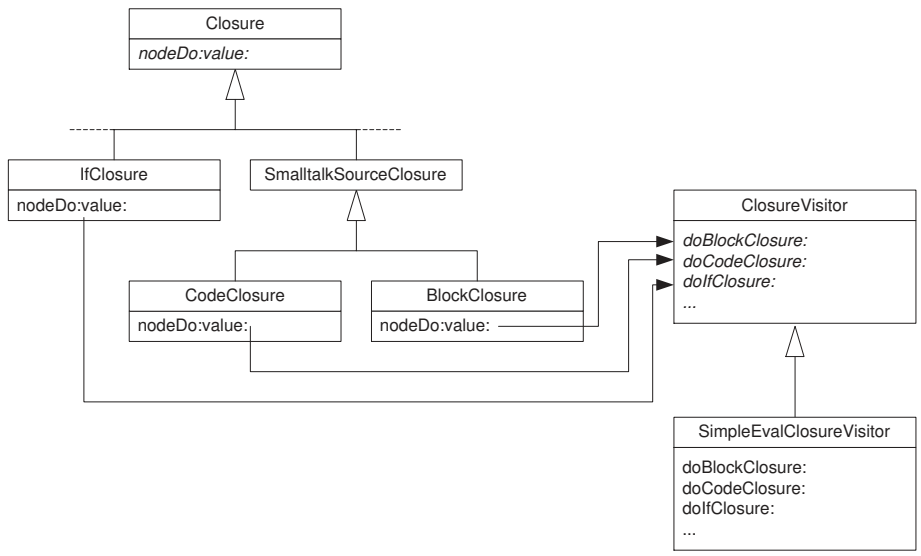 Closure
nodeDo:value:
IfClosure
nodeDo:value:
SmalltalkSourceClosure
CodeClosure
nodeDo:value:
BlockClosure
nodeDo:value:
ClosureVisitor
doBlockClosure:
doCodeClosure:
doIfClosure:
...
SimpleEvalClosureVisitor
doBlockClosure:
doCodeClosure:
doIfClosure:
...